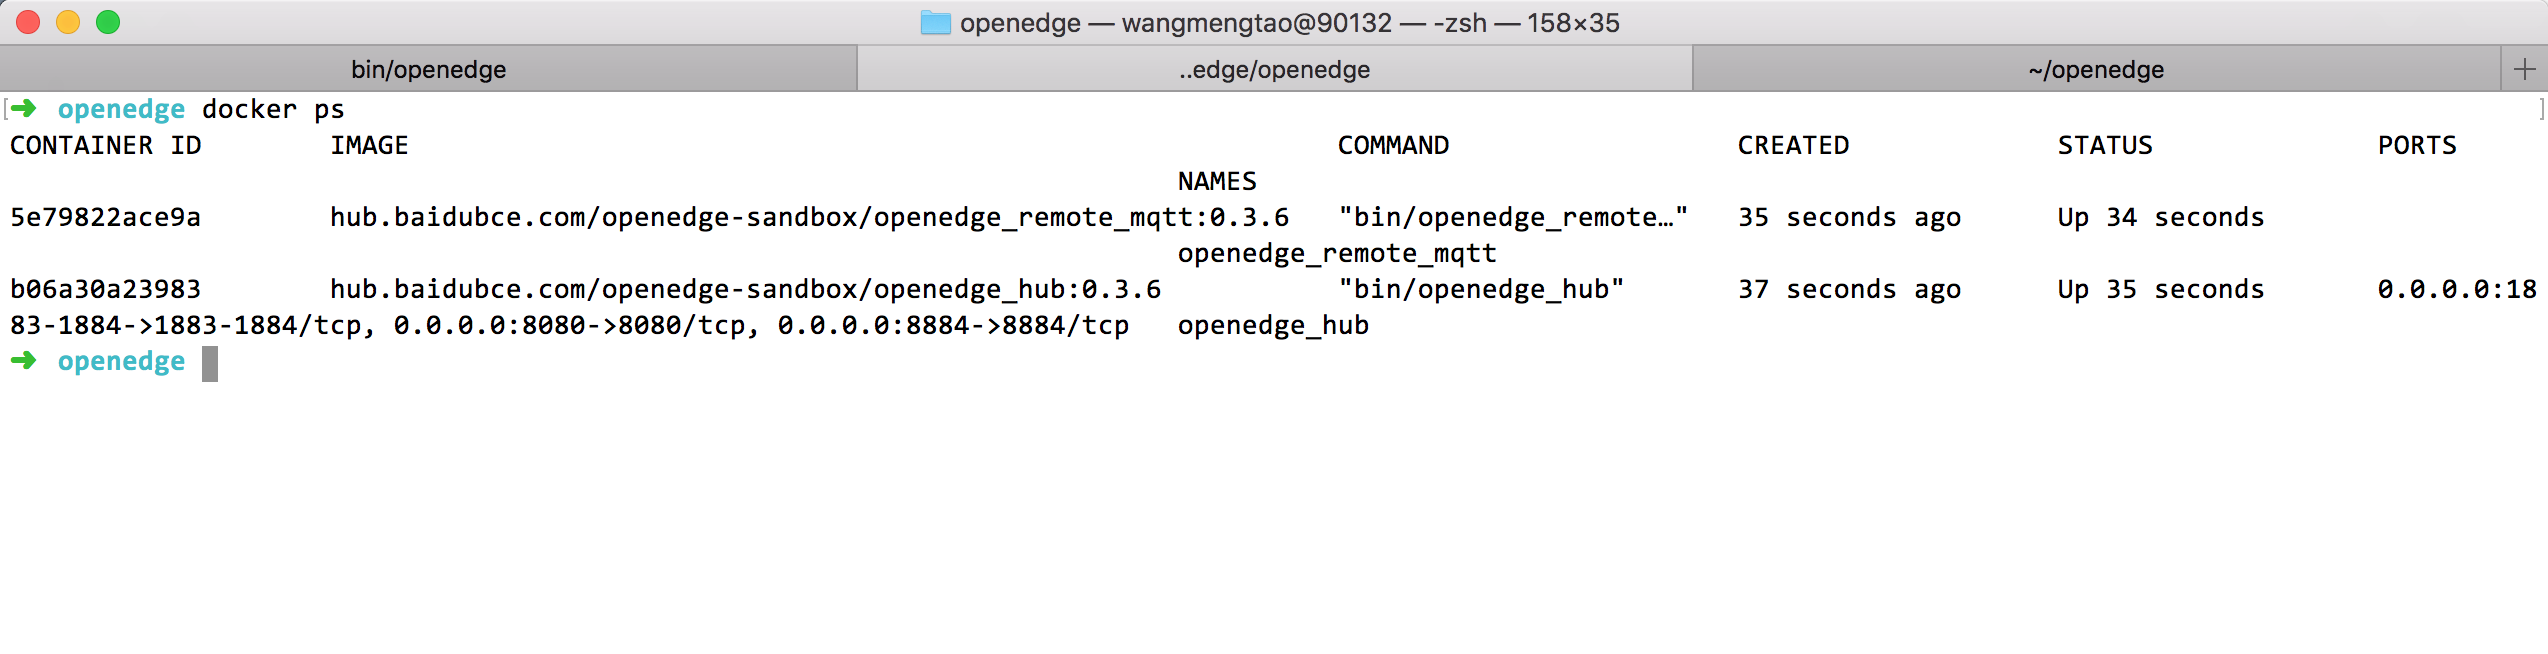 openedge — wangmengtao@90132 — -zsh — 158×35
bin/openedge ..edge/openedge ~/openedge +
[➜ openedge docker ps ]
CONTAINER ID IMAGE COMMAND CREATED STATUS PORTS
NAMES
5e79822ace9a hub.baidubce.com/openedge-sandbox/openedge_remote_mqtt:0.3.6 "bin/openedge_remote…" 35 seconds ago Up 34 seconds
openedge_remote_mqtt
b06a30a23983 hub.baidubce.com/openedge-sandbox/openedge_hub:0.3.6 "bin/openedge_hub" 37 seconds ago Up 35 seconds 0.0.0.0:18
83-1884->1883-1884/tcp, 0.0.0.0:8080->8080/tcp, 0.0.0.0:8884->8884/tcp openedge_hub
➜ openedge